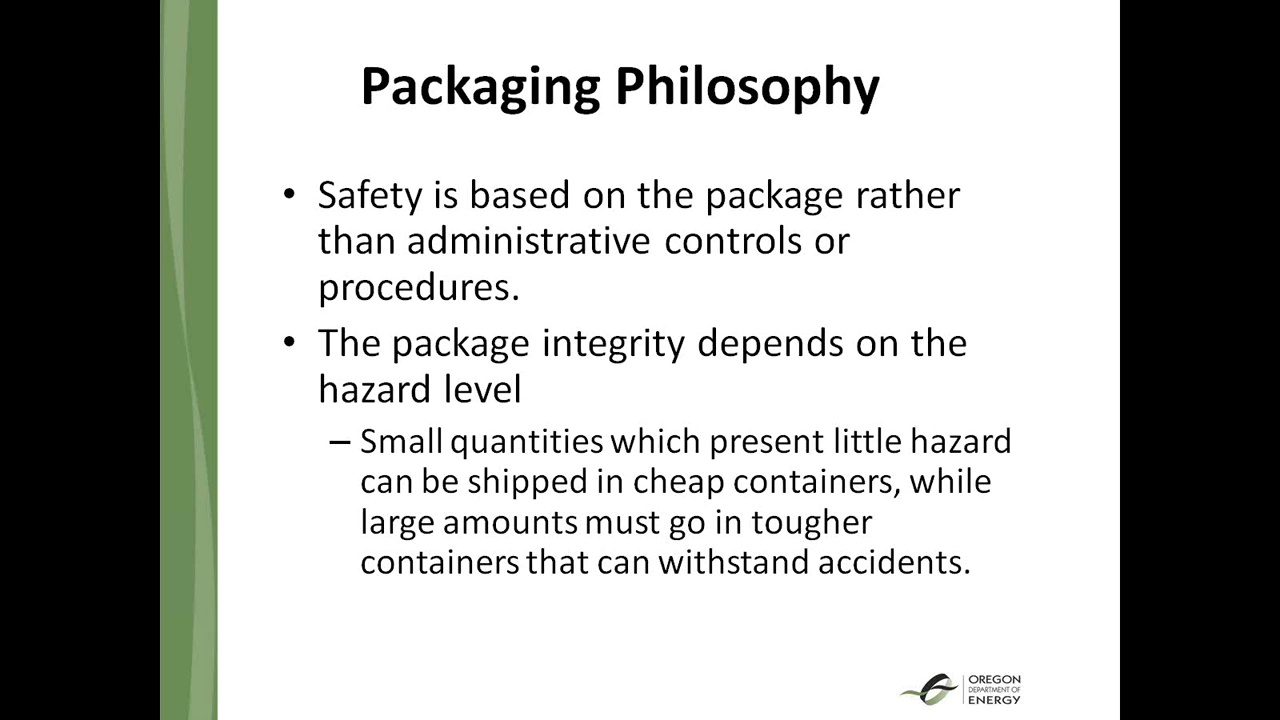 Packaging Philosophy
• Safety is based on the package rather
than administrative controls or
procedures.
• The package integrity depends on the
hazard level
– Small quantities which present little hazard
can be shipped in cheap containers, while
large amounts must go in tougher
containers that can withstand accidents.
OREGON
DEPARTMENT OF
ENERGY